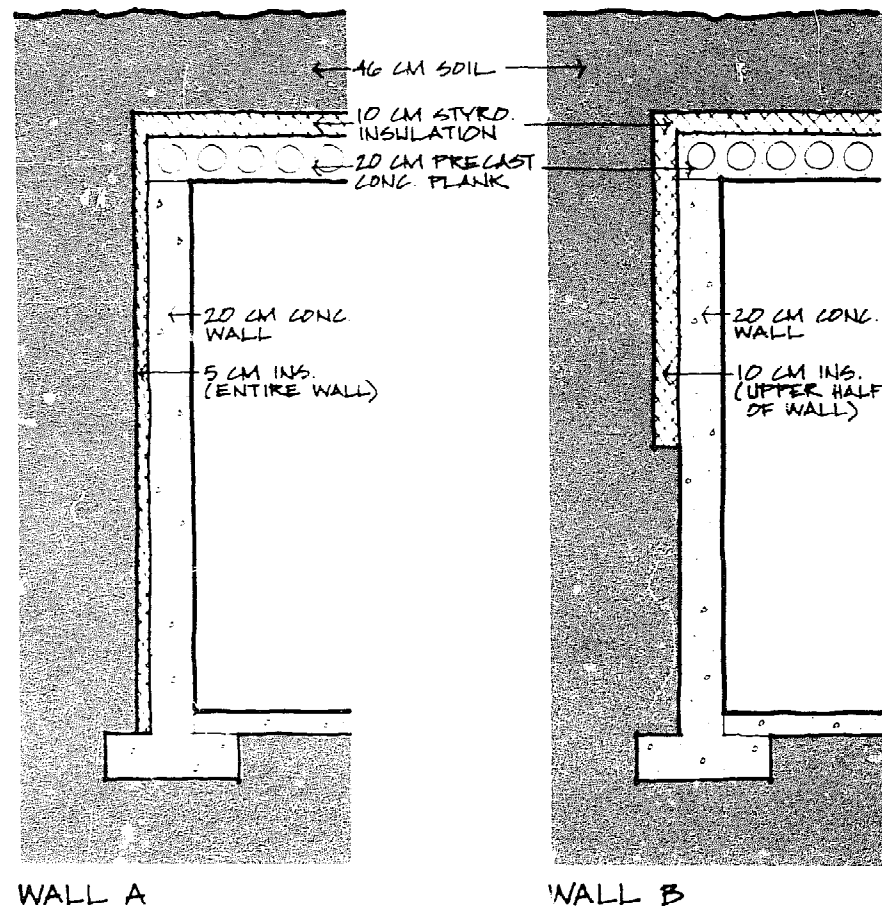 46 CM SOIL
10 CM STYRO.
INSULATION
20 CM PRECAST
CONC. PLANK
20 CM CONC.
WALL
5 CM INS.
(ENTIRE WALL)
20 CM CONC.
WALL
10 CM INS.
(UPPER HALF
OF WALL)
WALL A
WALL B